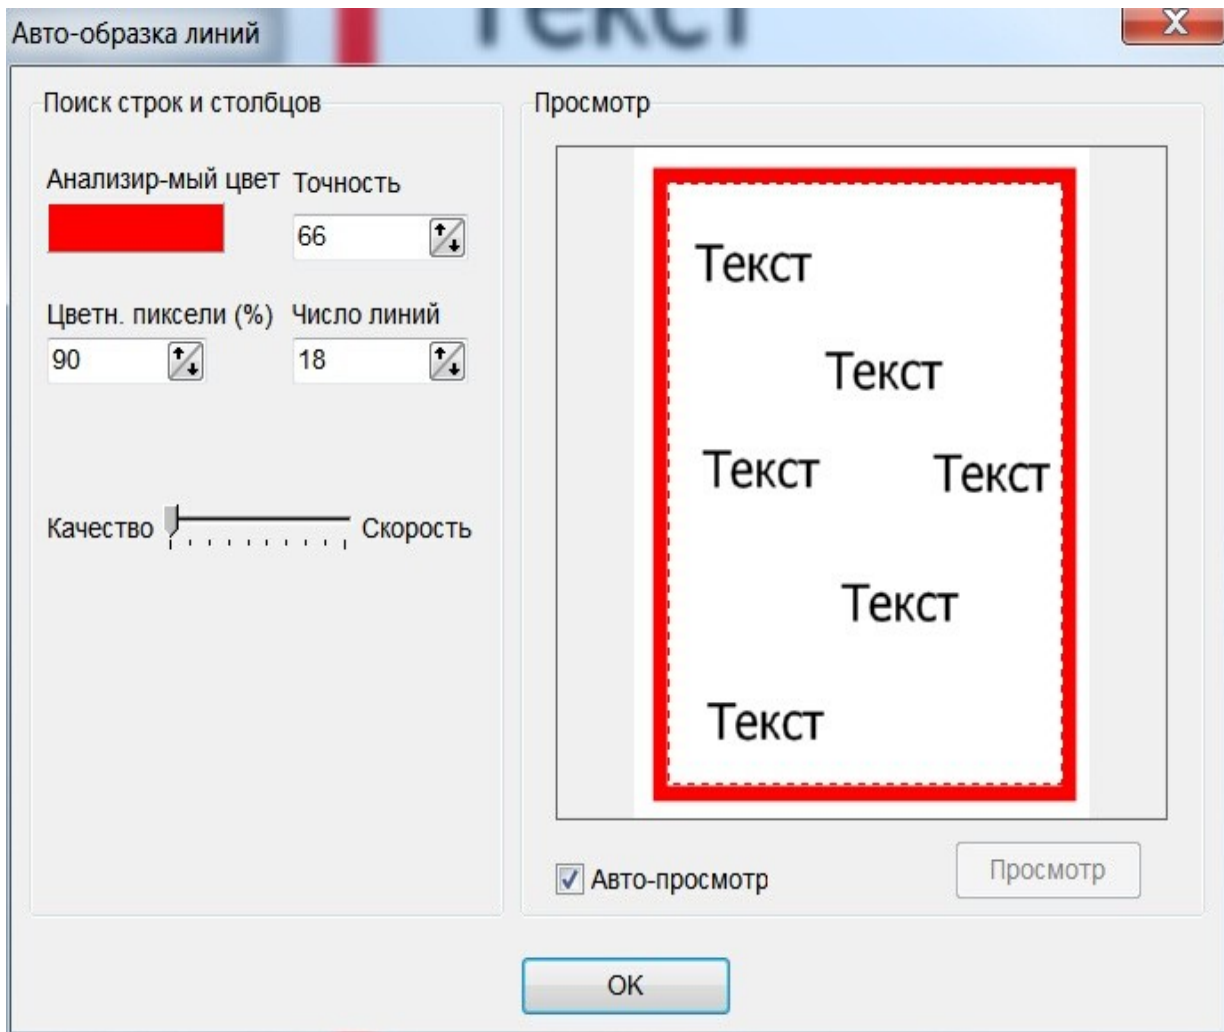 Текст
Авто-образка линий
X
Поиск строк и столбцов
Анализир-мый цвет Точность
66
Цветн. пиксели (%) Число линий
90 18
Качество Скорость
Просмотр
Текст
Текст
Текст Текст
Текст
Текст
Авто-просмотр Просмотр
OK